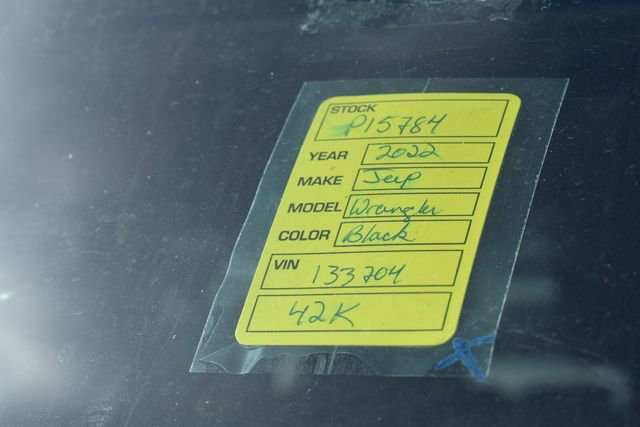 STOCK
P15784
YEAR 2022
MAKE Jeep
MODEL Wrangler
COLOR Black
VIN 133704
42K